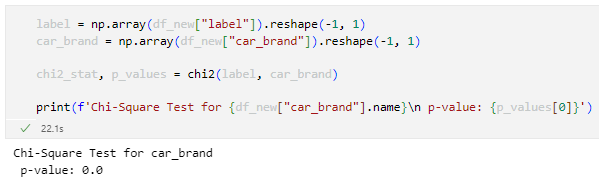 label = np.array(df_new["label"]).reshape(-1, 1)
car_brand = np.array(df_new["car_brand"]).reshape(-1, 1)
chi2_stat, p_values = chi2(label, car_brand)
print(f'Chi-Square Test for {df_new["car_brand"].name}\n p-value: {p_values[0]}')
22.1s
Chi-Square Test for car_brand
p-value: 0.0